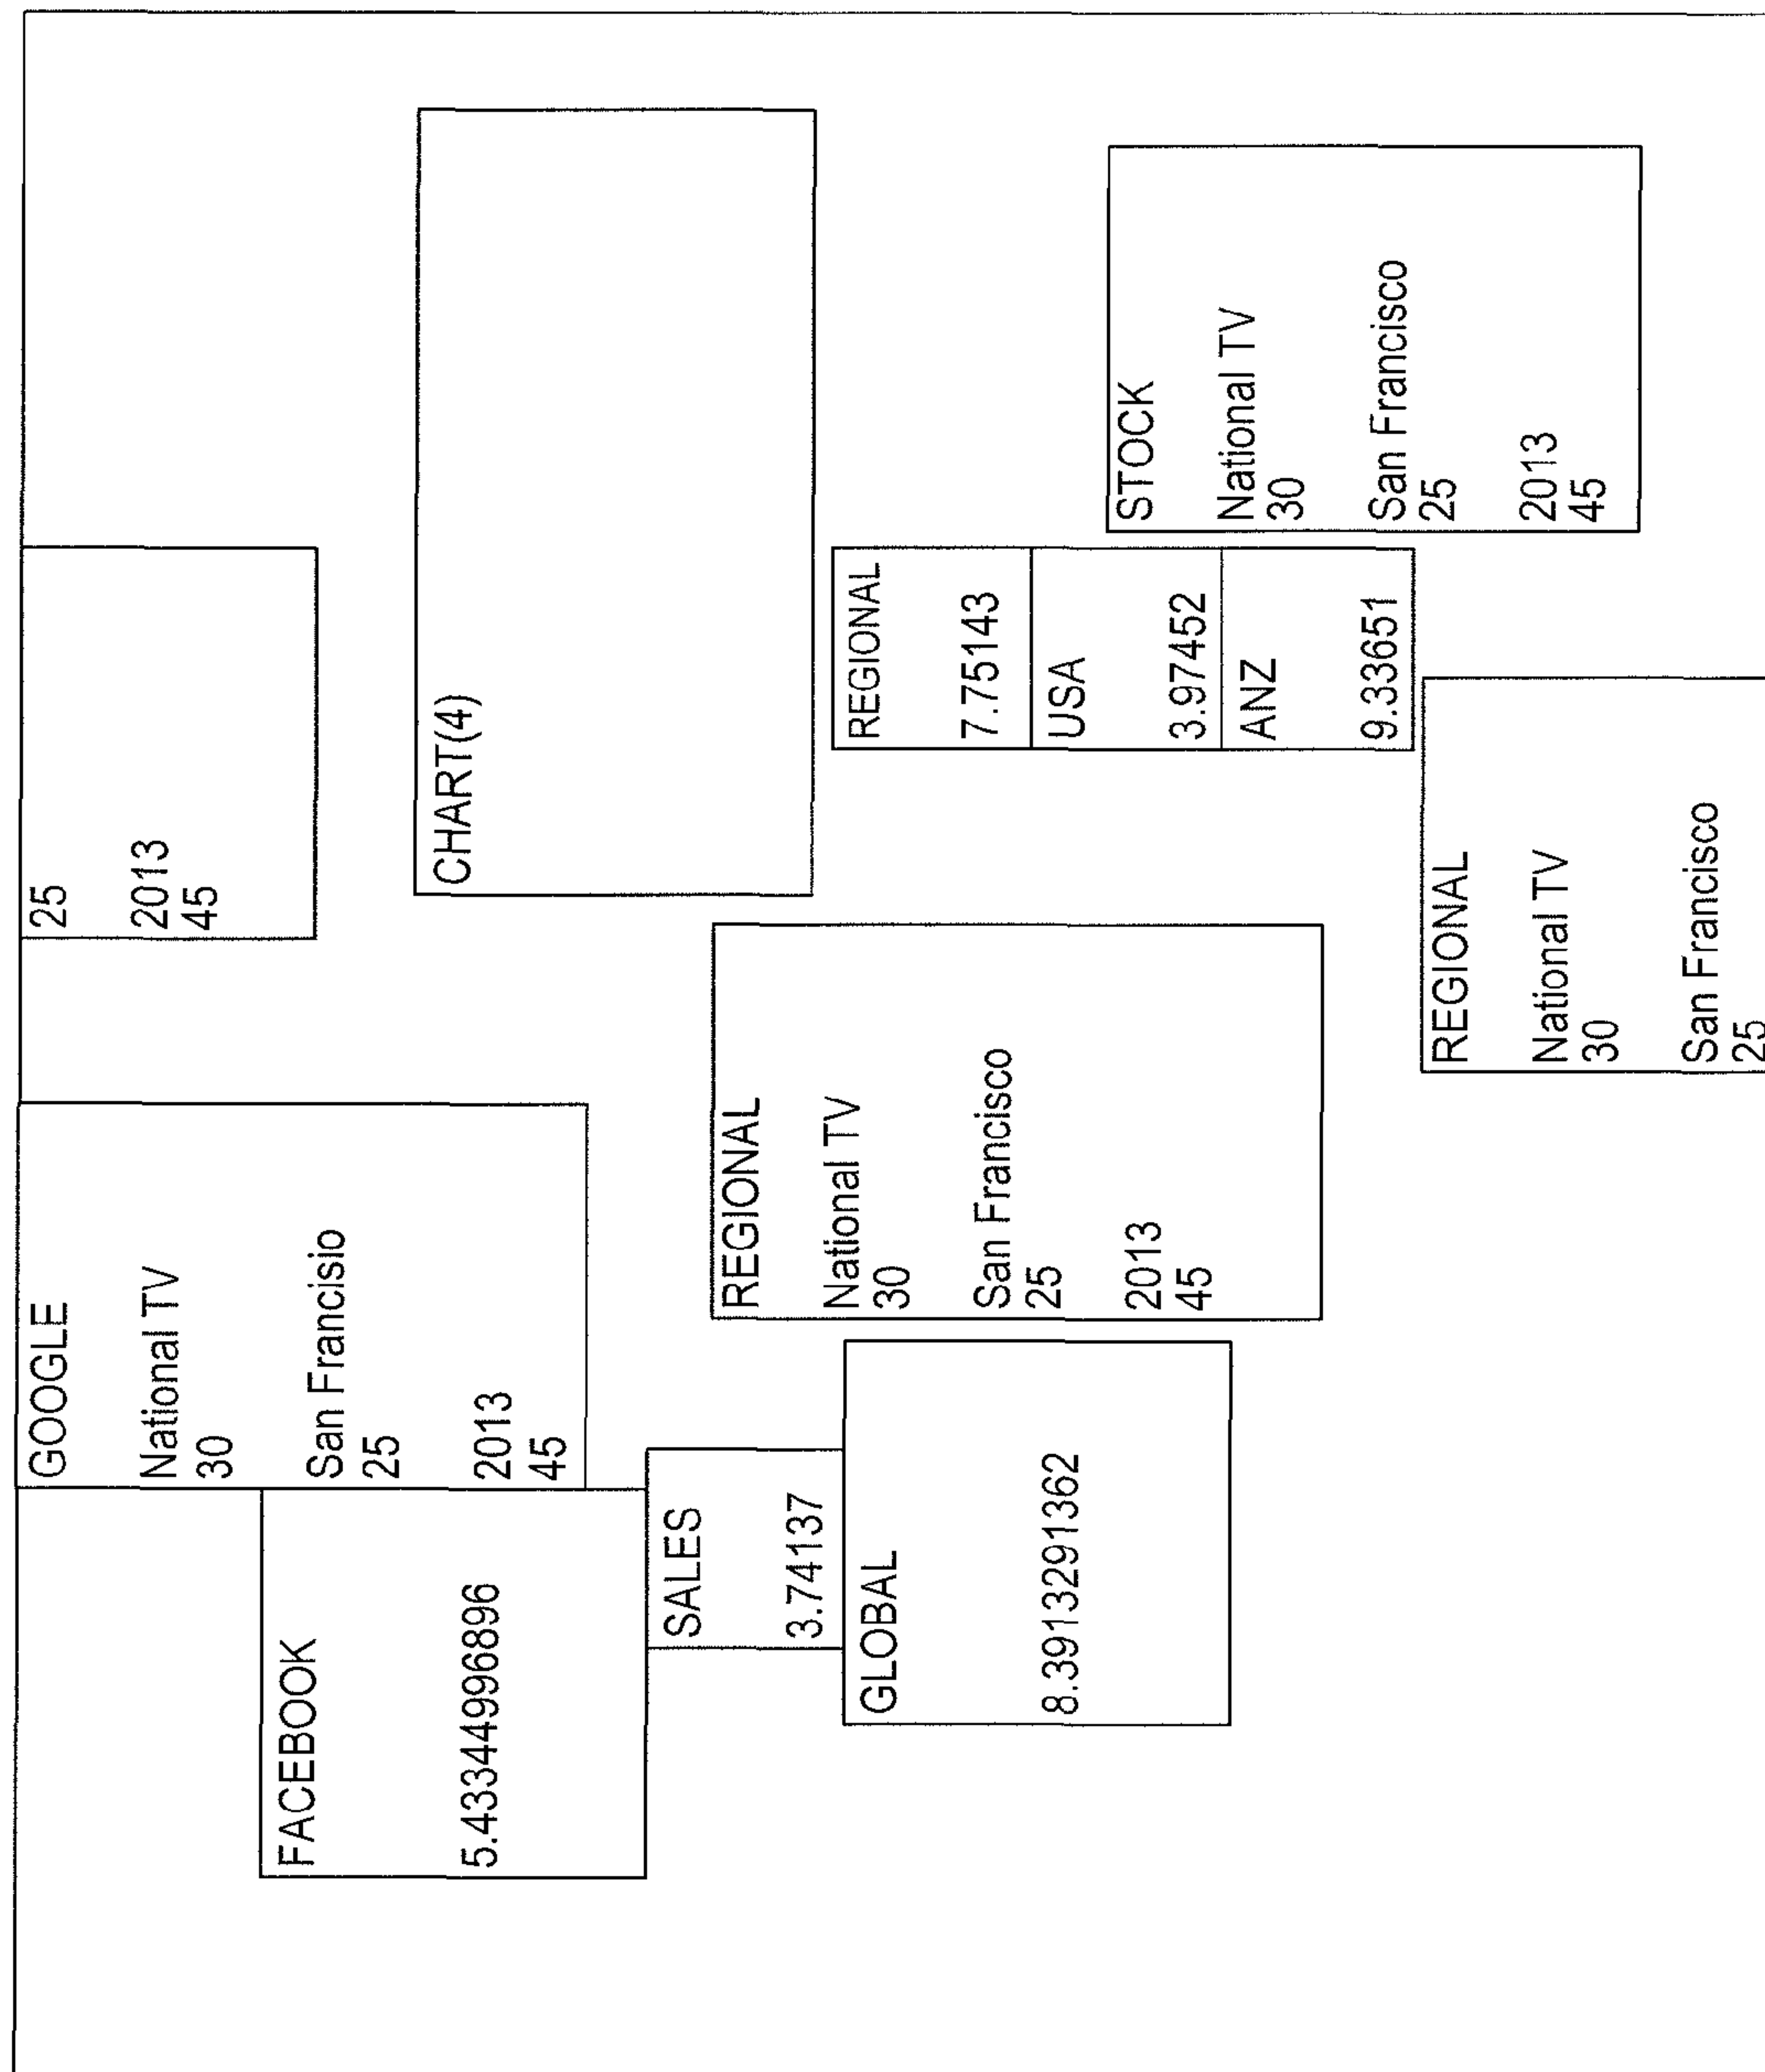 GOOGLE
National TV
30
San Francisio
25
2013
45
25
2013
45
FACEBOOK
5.43344996896
CHART(4)
SALES
3.74137
REGIONAL
National TV
30
San Francisco
25
2013
45
GLOBAL
8.3913291362
REGIONAL
7.75143
USA
3.97452
ANZ
9.33651
STOCK
National TV
30
San Francisco
25
2013
45
REGIONAL
National TV
30
San Francisco
25